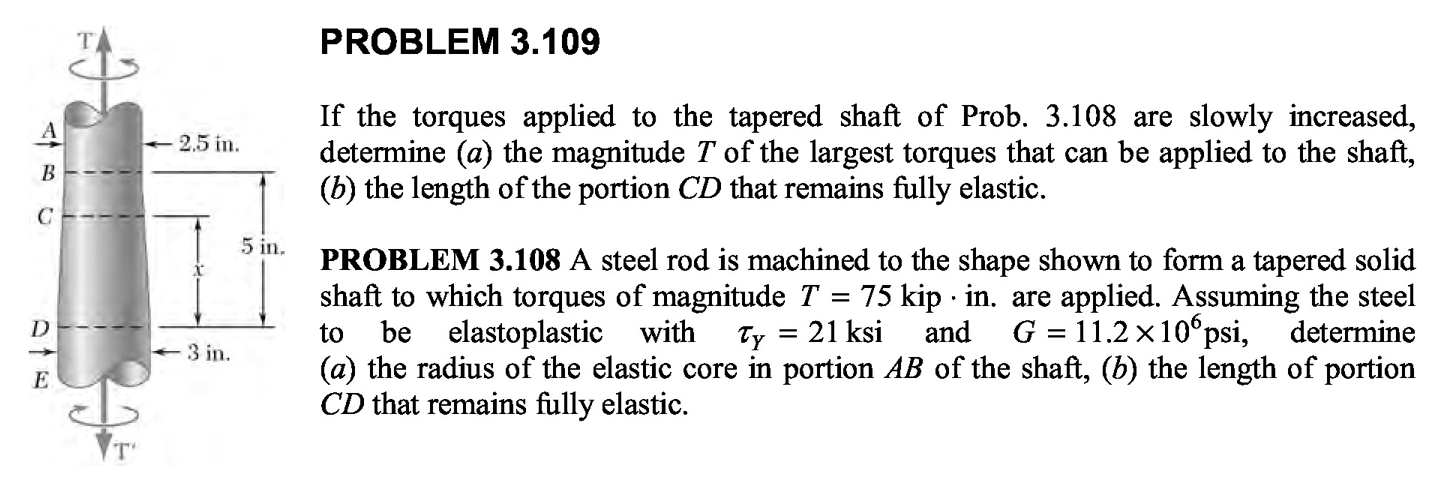 T
A
2.5 in.
B
C
5 in.
x
D
3 in.
E
T'
PROBLEM 3.109
If the torques applied to the tapered shaft of Prob. 3.108 are slowly increased,
determine (a) the magnitude T of the largest torques that can be applied to the shaft,
(b) the length of the portion CD that remains fully elastic.
PROBLEM 3.108 A steel rod is machined to the shape shown to form a tapered solid
shaft to which torques of magnitude T = 75 kip · in. are applied. Assuming the steel
to be elastoplastic with τ_Y = 21 ksi and G = 11.2×10⁶ psi, determine
(a) the radius of the elastic core in portion AB of the shaft, (b) the length of portion
CD that remains fully elastic.